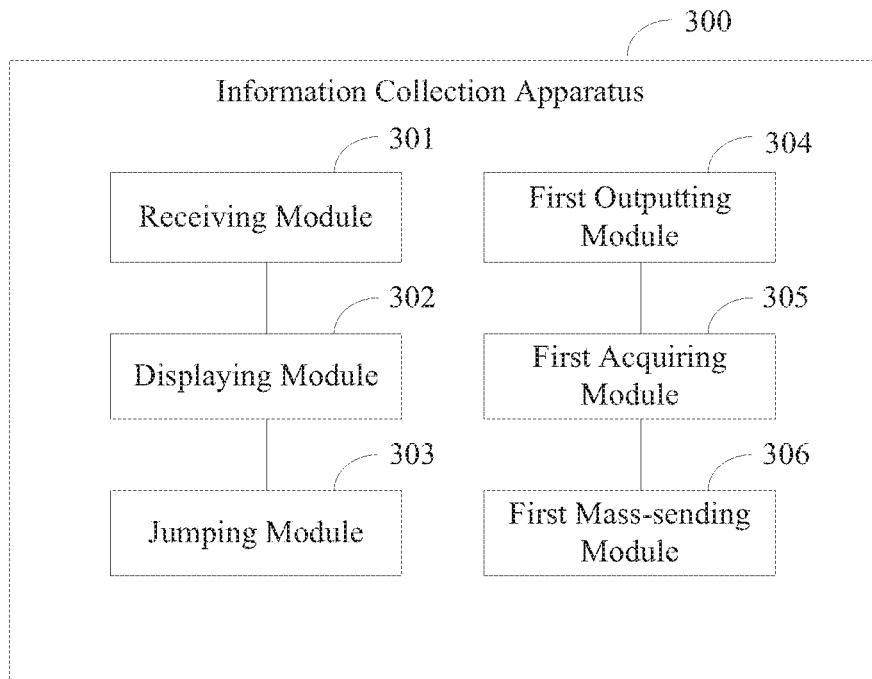 300
Information Collection Apparatus
301
Receiving Module
302
Displaying Module
303
Jumping Module
304
First Outputting
Module
305
First Acquiring
Module
306
First Mass-sending
Module